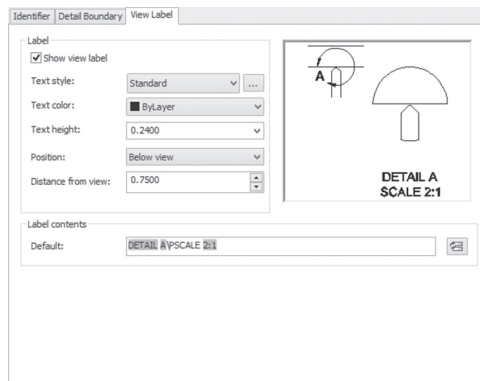 Identifier Detail Boundary View Label
Label
Show view label
Text style: Standard ...
Text color: ByLayer
Text height: 0.2400
Position: Below view
Distance from view: 0.7500
A
DETAIL A
SCALE 2:1
Label contents
Default: DETAIL A\PSCALE 2:1